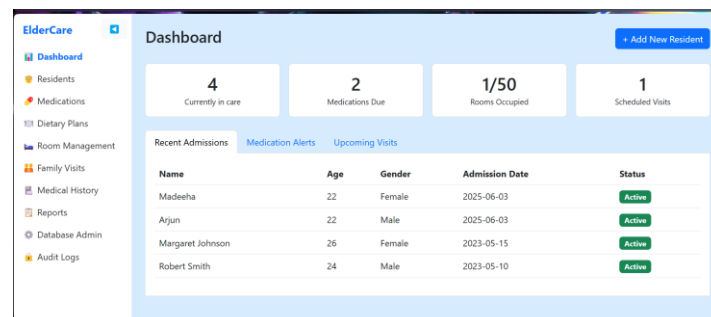 ElderCare
Dashboard
Residents
Medications
Dietary Plans
Room Management
Family Visits
Medical History
Reports
Database Admin
Audit Logs
Dashboard
+ Add New Resident
4
Currently in care
2
Medications Due
1/50
Rooms Occupied
1
Scheduled Visits
Recent Admissions Medication Alerts Upcoming Visits
Name Age Gender Admission Date Status
Madeeha 22 Female 2025-06-03 Active
Arjun 22 Male 2025-06-03 Active
Margaret Johnson 26 Female 2023-05-15 Active
Robert Smith 24 Male 2023-05-10 Active